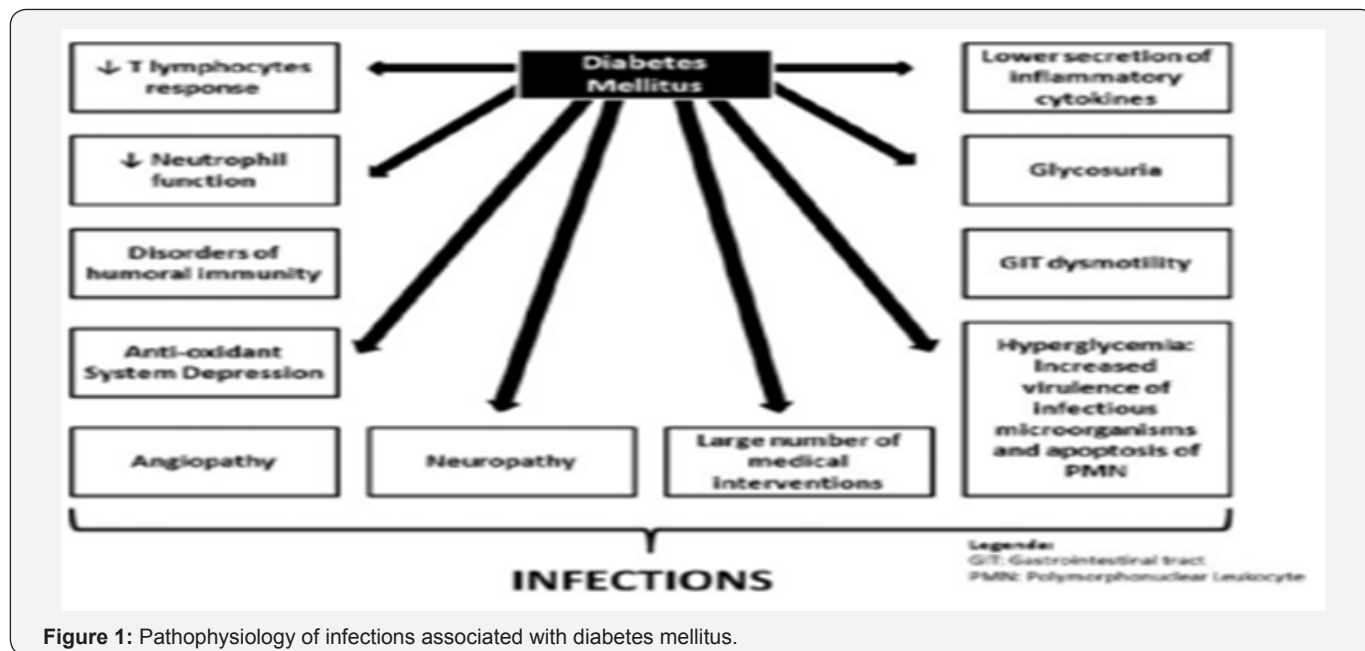 Diabetes
Mellitus
↓ T lymphocytes
response
↓ Neutrophil
function
Disorders of
humoral immunity
Anti-oxidant
System Depression
Angiopathy
Neuropathy
Large number of
medical
interventions
Lower secretion of
inflammatory
cytokines
Glycosuria
GIT dysmotility
Hyperglycemia:
Increased
virulence of
infectious
microorganisms
and apoptosis of
PMN
INFECTIONS
Legenda:
GIT: Gastrointestinal tract
PMN: Polymorphonuclear Leukocyte
Figure 1: Pathophysiology of infections associated with diabetes mellitus.